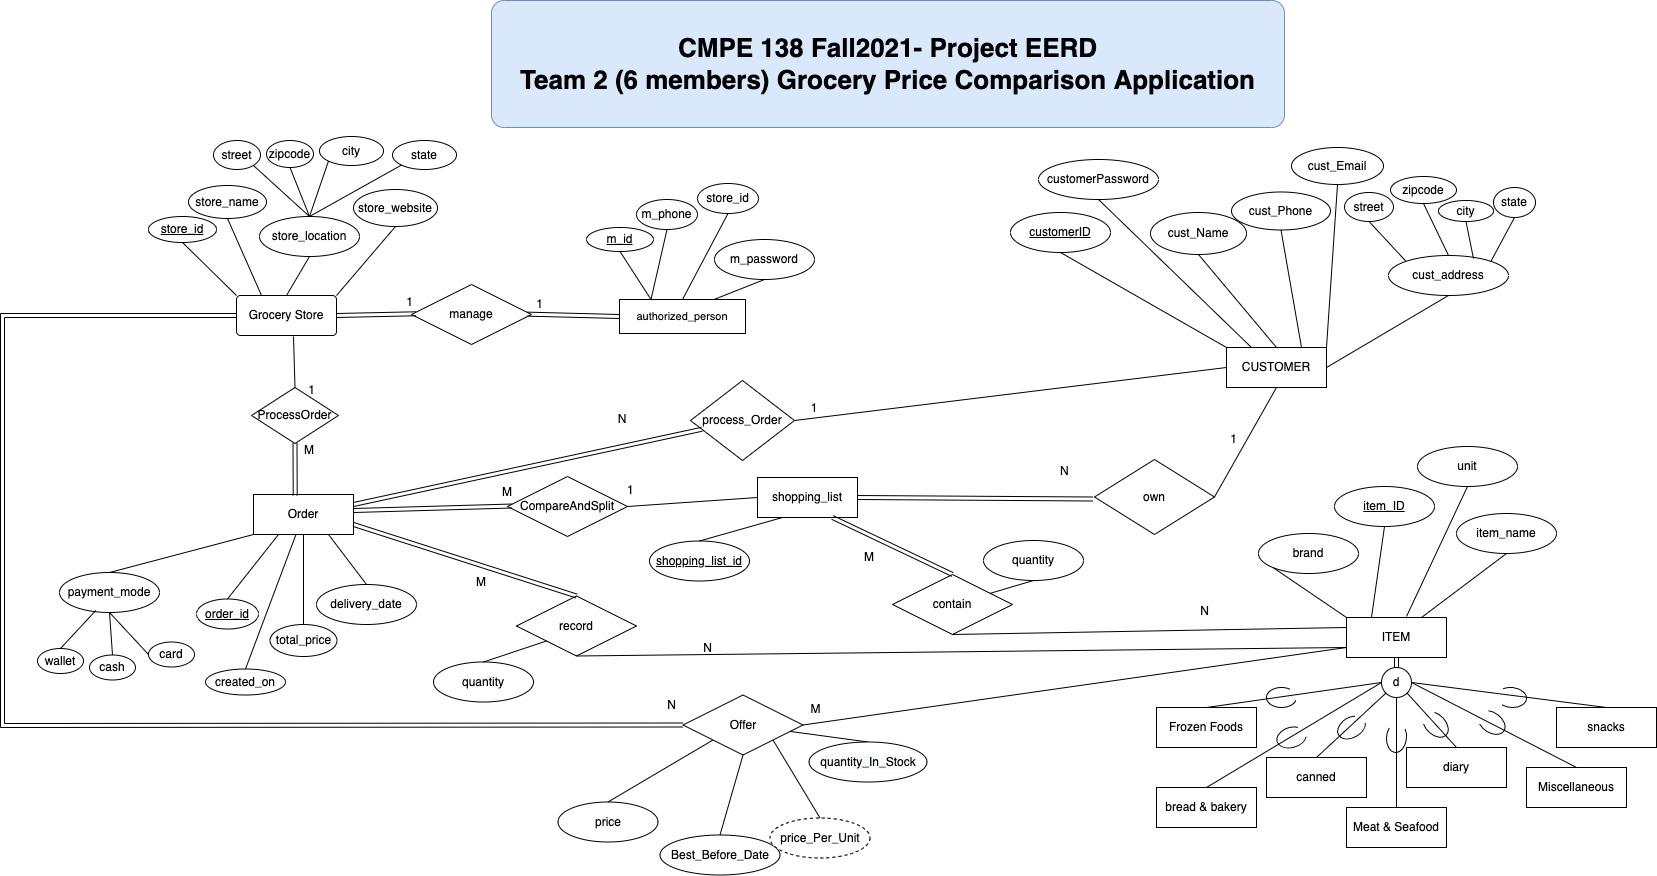 CMPE 138 Fall2021- Project EERD
Team 2 (6 members) Grocery Price Comparison Application
street
zipcode
city
state
store_name
store_website
store_id
store_location
m_id
m_phone
store_id
m_password
customerPassword
cust_Email
customerID
cust_Name
cust_Phone
street
zipcode
city
state
cust_address
Grocery Store
1
manage
1
authorized_person
CUSTOMER
1
ProcessOrder
M
N
process_Order
1
1
Order
M
CompareAndSplit
1
shopping_list
N
own
shopping_list_id
M
quantity
contain
N
unit
item_ID
item_name
brand
ITEM
payment_mode
order_id
delivery_date
total_price
wallet
cash
card
created_on
M
record
N
quantity
N
Offer
M
quantity_In_Stock
price
Best_Before_Date
price_Per_Unit
d
Frozen Foods
snacks
bread & bakery
canned
diary
Miscellaneous
Meat & Seafood